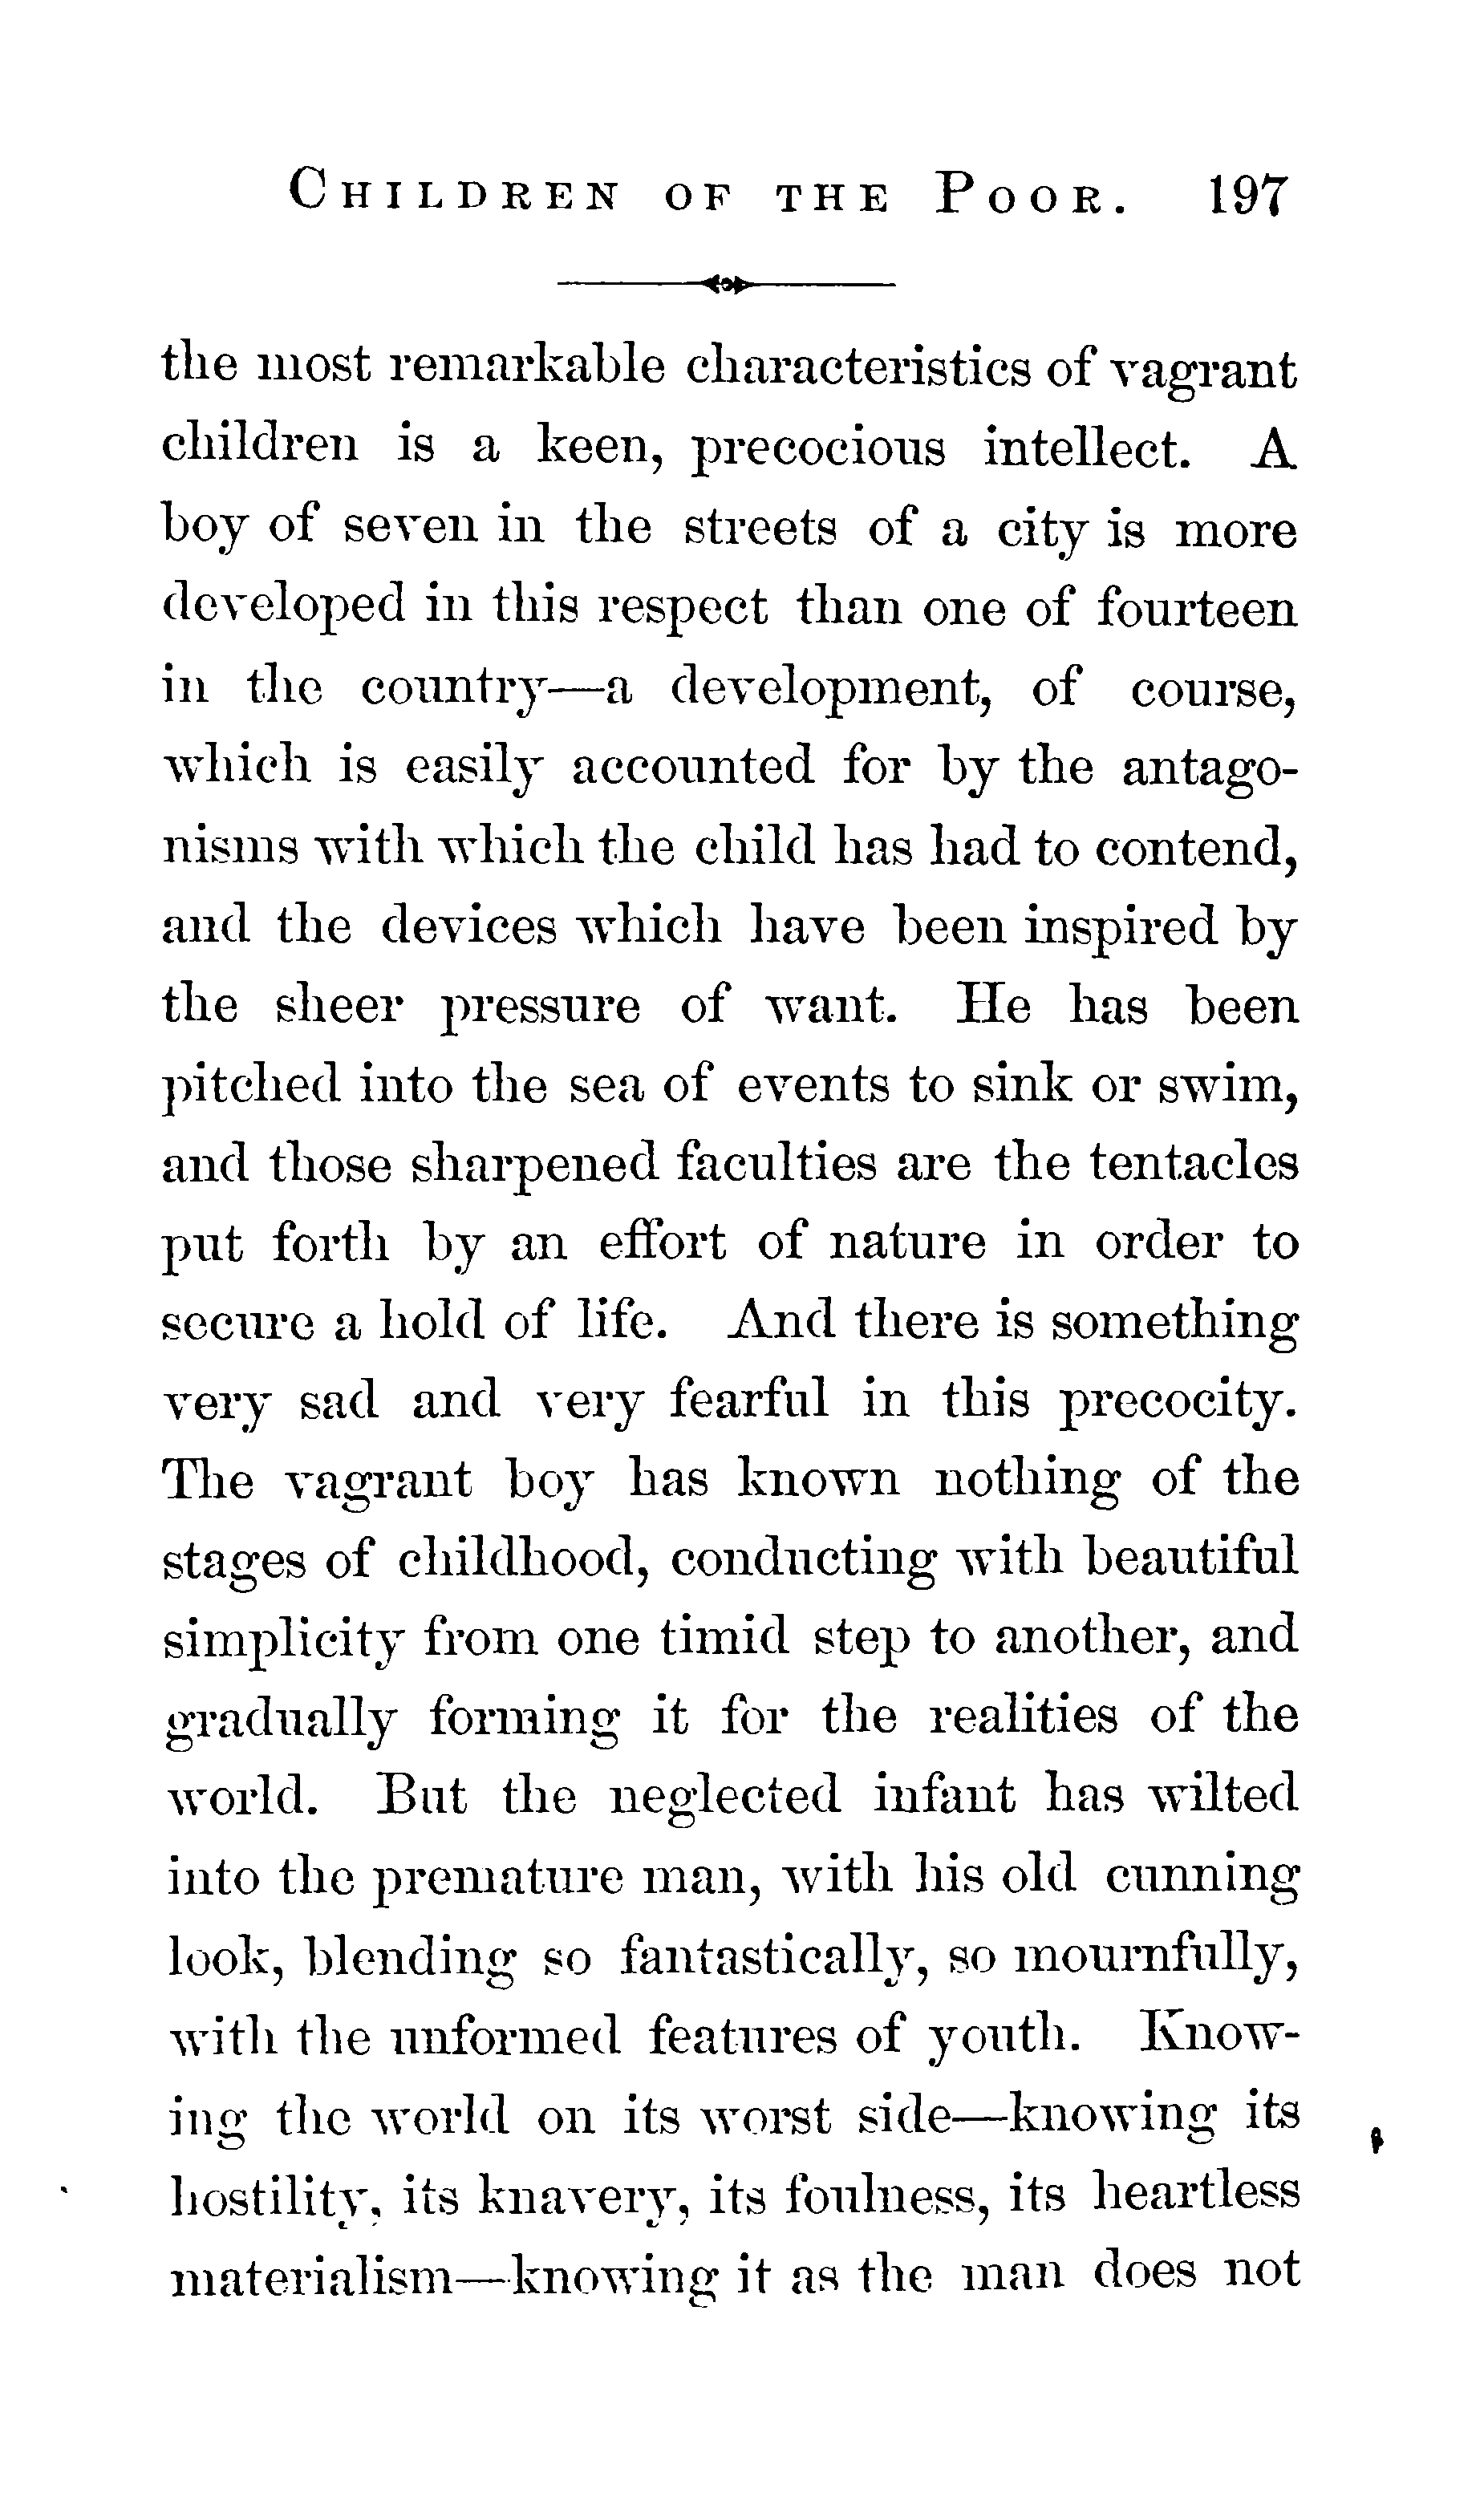 CHILDREN OF THE POOR. 197
the most remarkable characteristics of vagrant
children is a keen, precocious intellect. A
boy of seven in the streets of a city is more
developed in this respect than one of fourteen
in the country—a development, of course,
which is easily accounted for by the antago-
nisms with which the child has had to contend,
and the devices which have been inspired by
the sheer pressure of want. He has been
pitched into the sea of events to sink or swim,
and those sharpened faculties are the tentacles
put forth by an effort of nature in order to
secure a hold of life. And there is something
very sad and very fearful in this precocity.
The vagrant boy has known nothing of the
stages of childhood, conducting with beautiful
simplicity from one timid step to another, and
gradually forming it for the realities of the
world. But the neglected infant has wilted
into the premature man, with his old cunning
look, blending so fantastically, so mournfully,
with the unformed features of youth. Know-
ing the world on its worst side—knowing its
hostility, its knavery, its foulness, its heartless
materialism—knowing it as the man does not